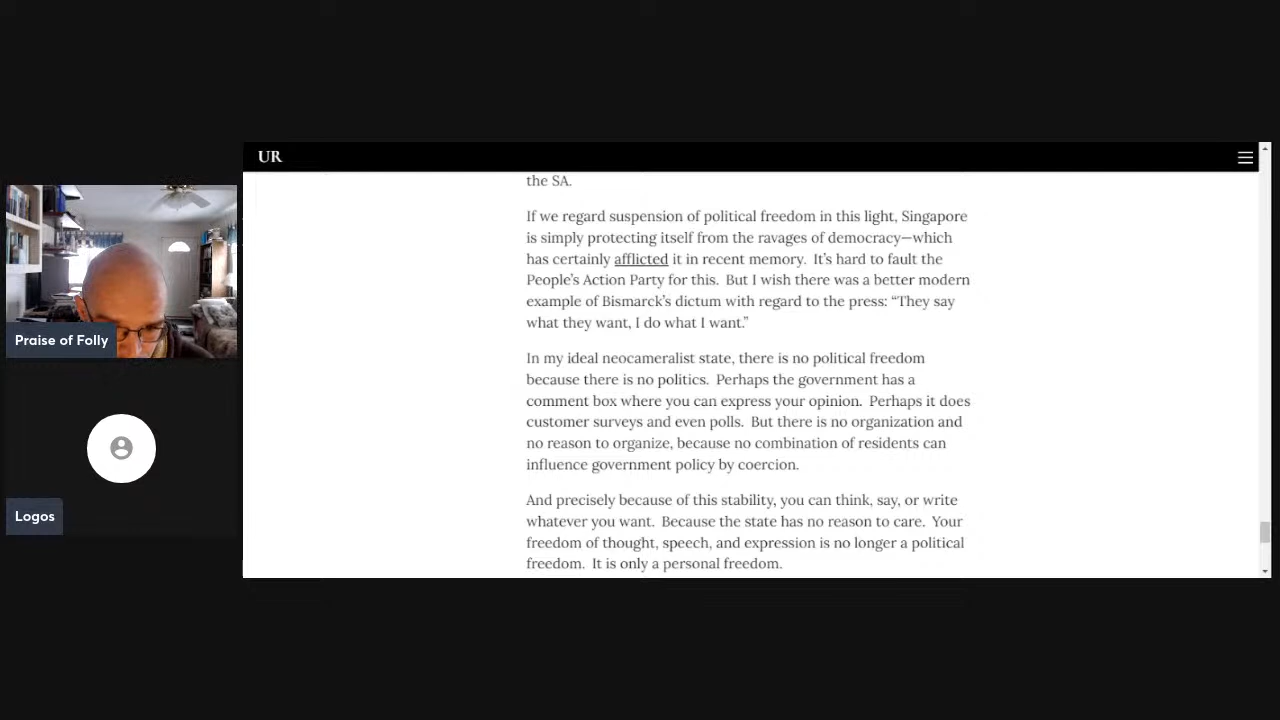 UR
the SA.
If we regard suspension of political freedom in this light, Singapore
is simply protecting itself from the ravages of democracy—which
has certainly afflicted it in recent memory.  It’s hard to fault the
People’s Action Party for this.  But I wish there was a better modern
example of Bismarck’s dictum with regard to the press: “They say
what they want, I do what I want.”
In my ideal neocameralist state, there is no political freedom
because there is no politics.  Perhaps the government has a
comment box where you can express your opinion.  Perhaps it does
customer surveys and even polls.  But there is no organization and
no reason to organize, because no combination of residents can
influence government policy by coercion.
And precisely because of this stability, you can think, say, or write
whatever you want.  Because the state has no reason to care.  Your
freedom of thought, speech, and expression is no longer a political
freedom.  It is only a personal freedom.
Praise of Folly
Logos